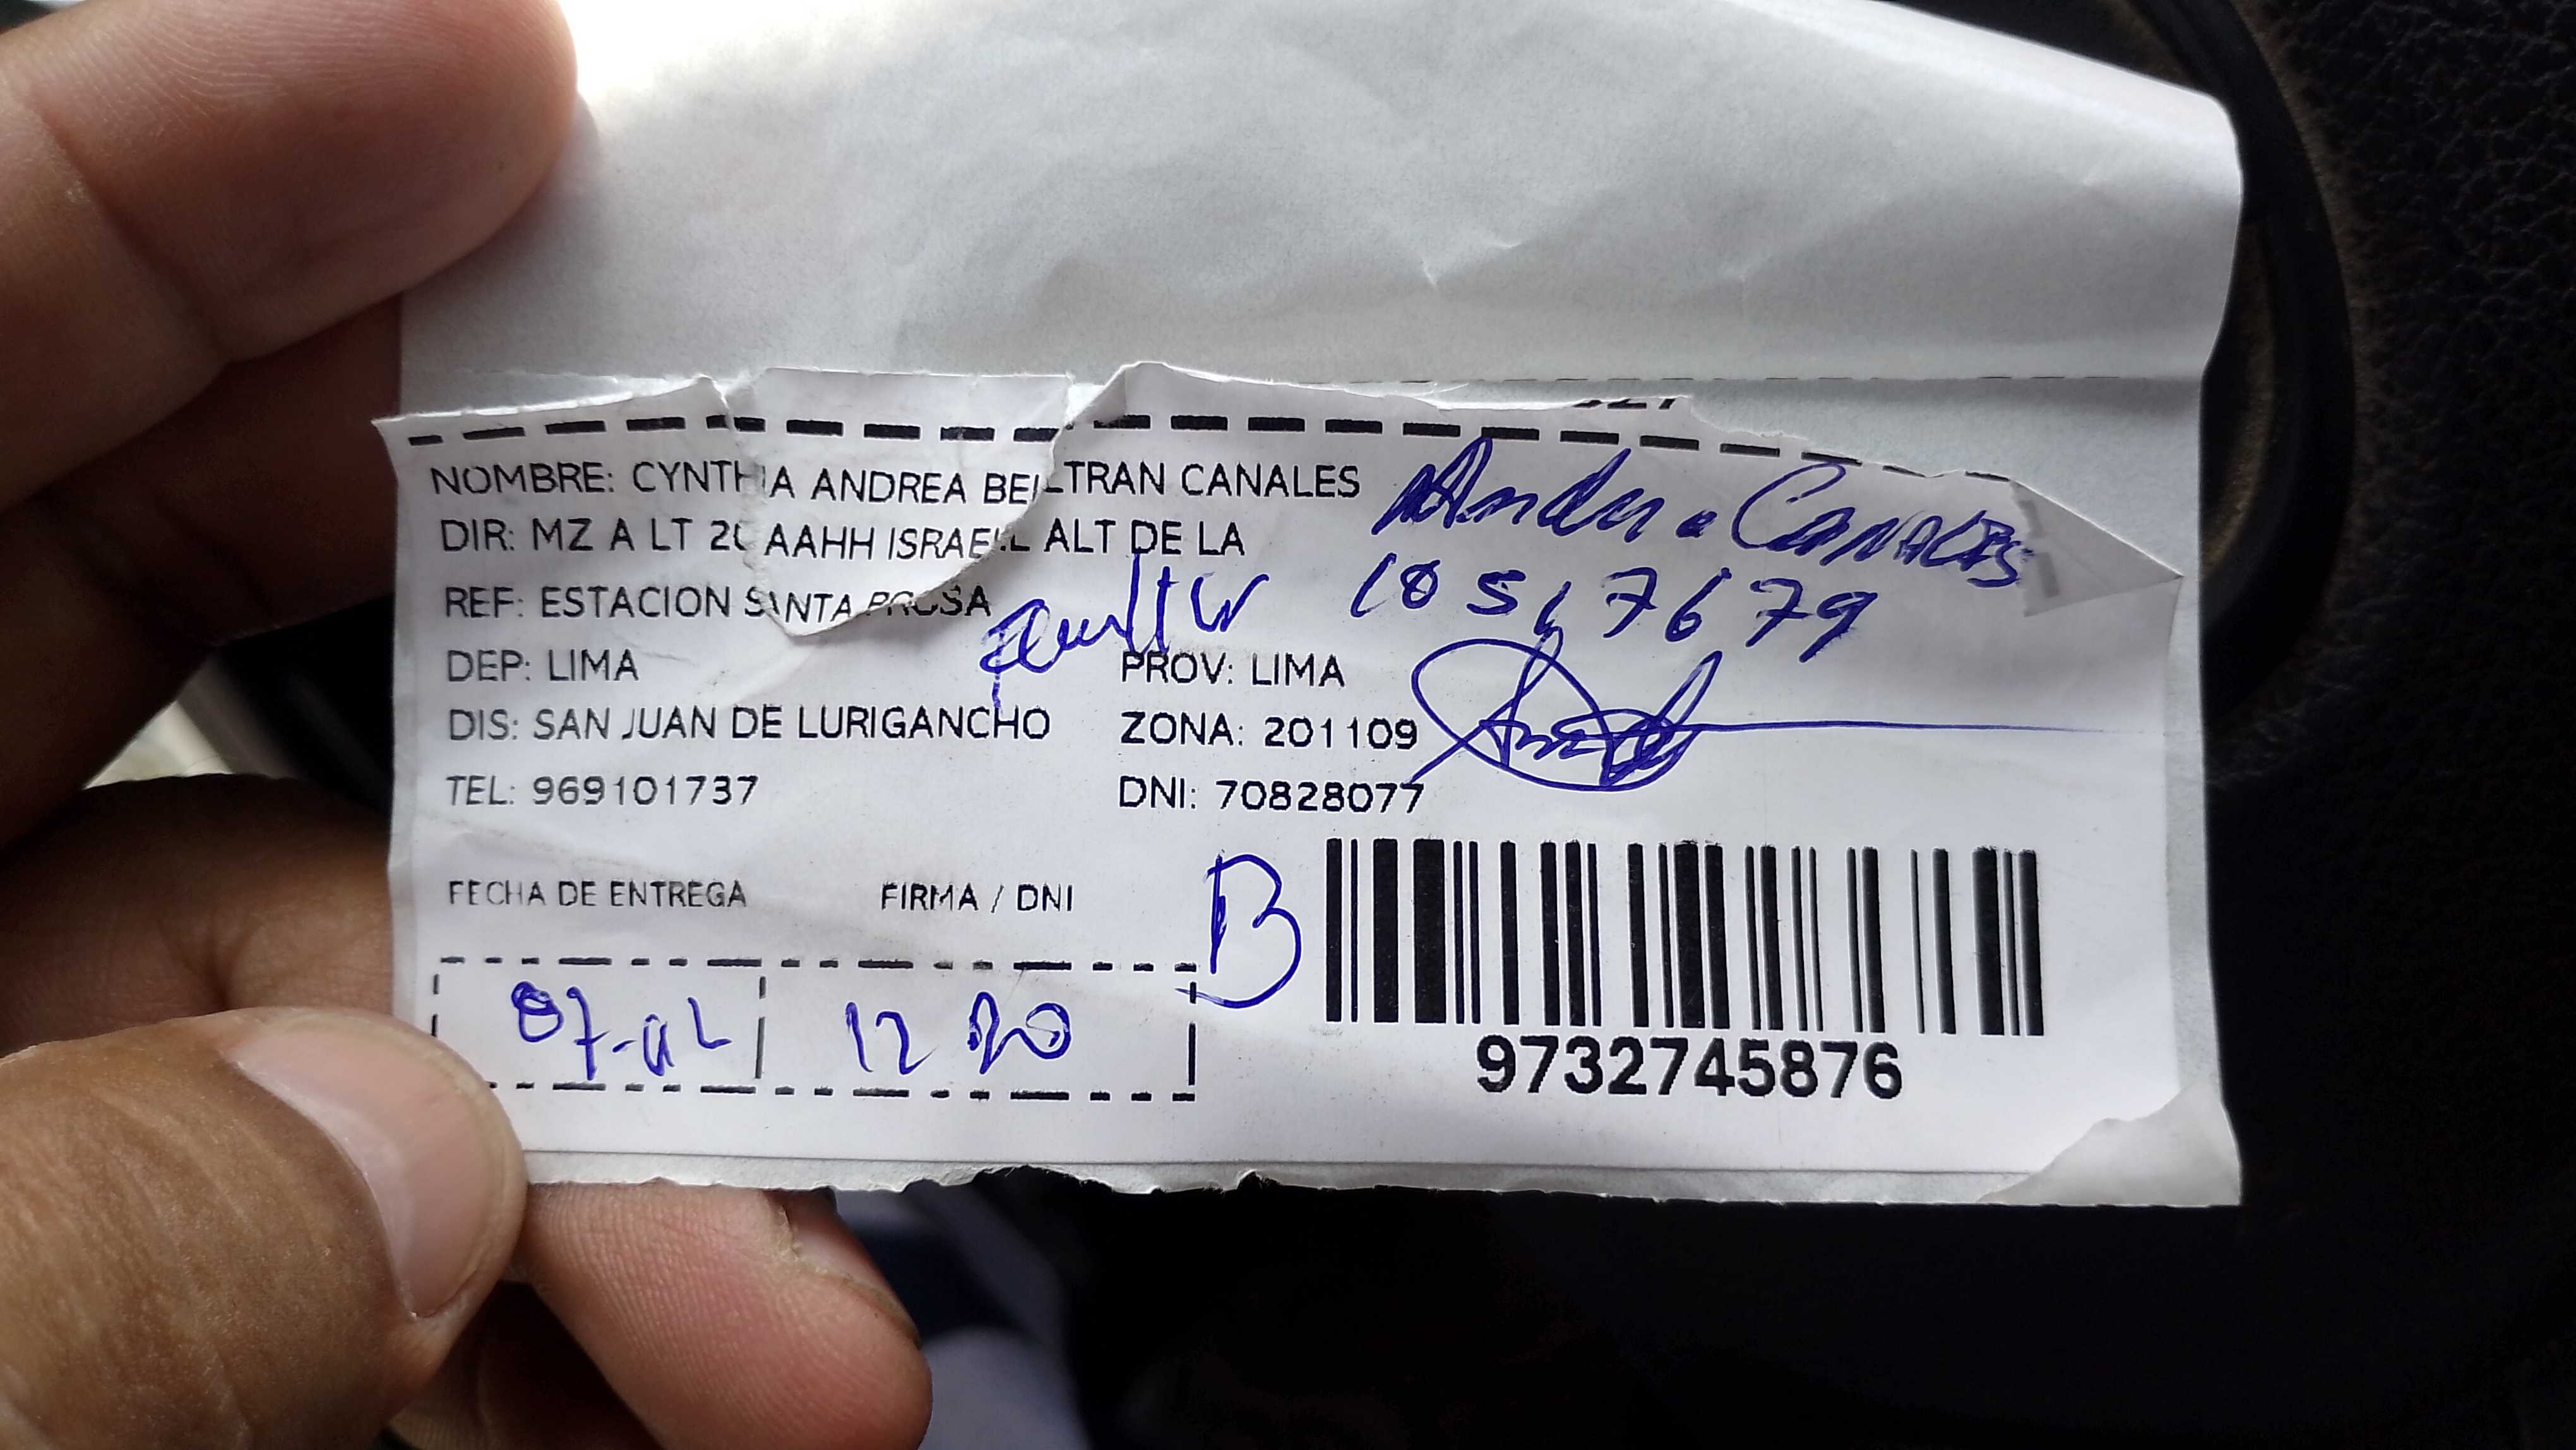 NOMBRE: CYNTHIA ANDREA BELTRAN CANALES
DIR: MZ A LT 20 AAHH ISRAEL ALT DE LA
REF: ESTACION SANTA ROSA
Canales
DEP: LIMA PROV: LIMA
DIS: SAN JUAN DE LURIGANCHO ZONA: 201109
TEL: 969101737 DNI: 70828077
FECHA DE ENTREGA FIRMA / DNI
B
12 20
9732745876